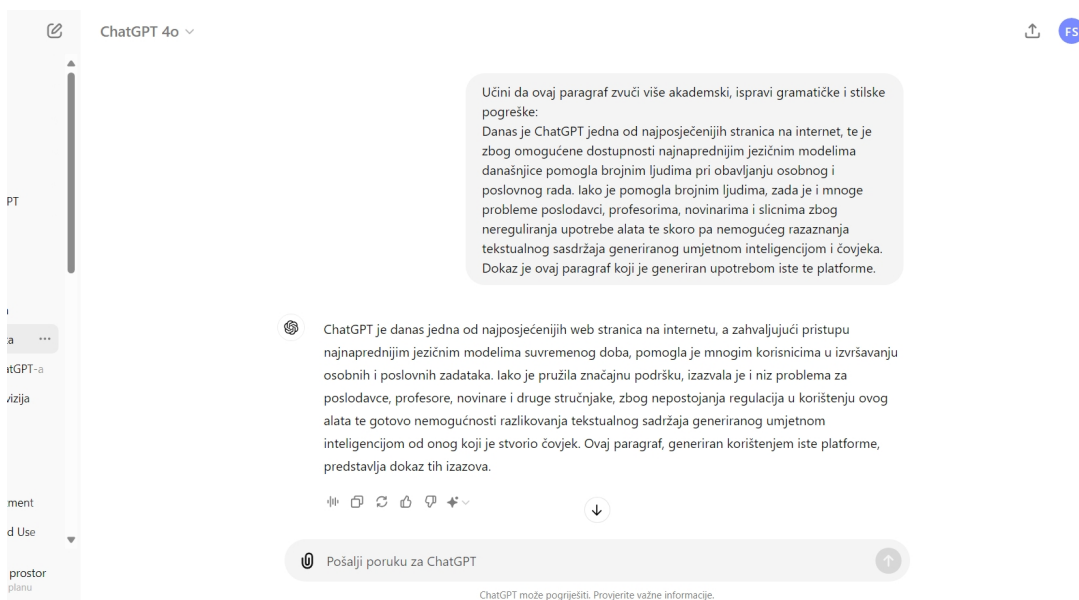 ChatGPT 4o
FS
Učini da ovaj paragraf zvuči više akademski, ispravi gramatičke i stilske
pogreške:
Danas je ChatGPT jedna od najposječenijih stranica na internet, te je
zbog omogućene dostupnosti najnaprednijim jezičnim modelima
današnjice pomogla brojnim ljudima pri obavljanju osobnog i
poslovnog rada. Iako je pomogla brojnim ljudima, zada je i mnoge
probleme poslodavci, profesorima, novinarima i slicnima zbog
nereguliranja upotrebe alata te skoro pa nemogućeg razaznanja
tekstualnog sasdržaja generiranog umjetnom inteligencijom i čovjeka.
Dokaz je ovaj paragraf koji je generiran upotrebom iste te platforme.
PT
a
atGPT-a
vizija
ment
d Use
prostor
planu
ChatGPT je danas jedna od najposjećenijih web stranica na internetu, a zahvaljujući pristupu
najnaprednijim jezičnim modelima suvremenog doba, pomogla je mnogim korisnicima u izvršavanju
osobnih i poslovnih zadataka. Iako je pružila značajnu podršku, izazvala je i niz problema za
poslodavce, profesore, novinare i druge stručnjake, zbog nepostojanja regulacija u korištenju ovog
alata te gotovo nemogućnosti razlikovanja tekstualnog sadržaja generiranog umjetnom
inteligencijom od onog koji je stvorio čovjek. Ovaj paragraf, generiran korištenjem iste platforme,
predstavlja dokaz tih izazova.
Pošalji poruku za ChatGPT
ChatGPT može pogriješiti. Provjerite važne informacije.